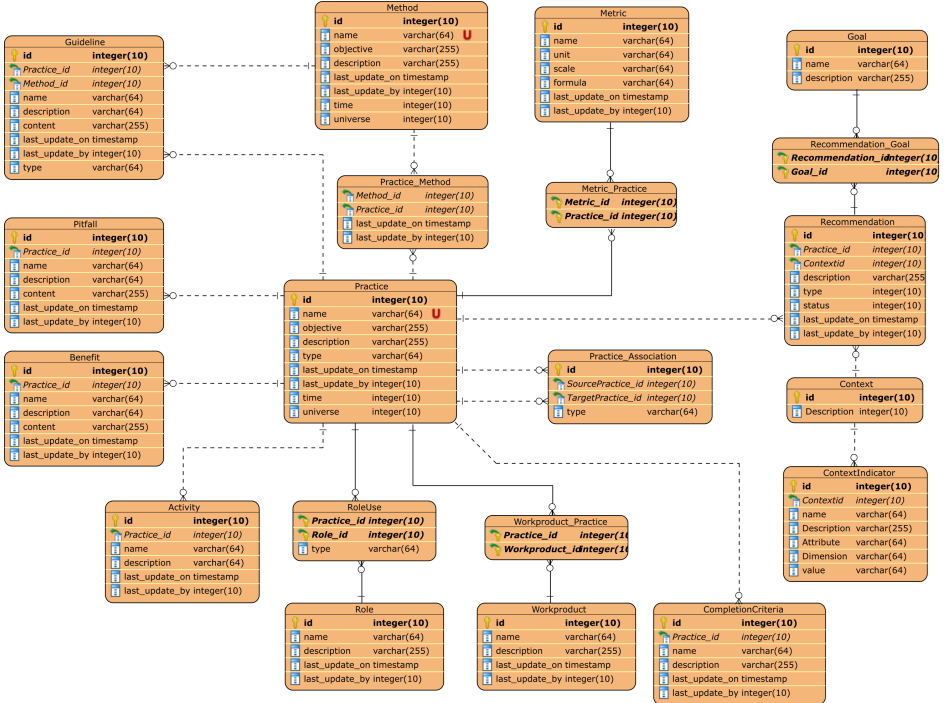 Method
id integer(10)
name varchar(64) U
objective varchar(255)
description varchar(255)
last_update_on timestamp
last_update_by integer(10)
time integer(10)
universe integer(10)
Metric
id integer(10)
name varchar(64)
unit varchar(64)
scale varchar(64)
formula varchar(64)
last_update_on timestamp
last_update_by integer(10)
Goal
id integer(10)
name varchar(64)
description varchar(255)
Guideline
id integer(10)
Practice_id integer(10)
Method_id integer(10)
name varchar(64)
description varchar(64)
content varchar(255)
last_update_on timestamp
last_update_by integer(10)
type varchar(64)
Recommendation_Goal
Recommendation_id integer(10
Goal_id integer(10
Practice_Method
Method_id integer(10)
Practice_id integer(10)
last_update_on timestamp
last_update_by integer(10)
Metric_Practice
Metric_id integer(10)
Practice_id integer(10)
Pitfall
id integer(10)
Practice_id integer(10)
name varchar(64)
description varchar(64)
content varchar(255)
last_update_on timestamp
last_update_by integer(10)
Recommendation
id integer(10
Practice_id integer(10)
Contextid integer(10)
description varchar(255
type integer(10)
status integer(10)
last_update_on timestamp
last_update_by integer(10)
Practice
id integer(10)
name varchar(64) U
objective varchar(255)
description varchar(255)
type varchar(64)
last_update_on timestamp
last_update_by integer(10)
time integer(10)
universe integer(10)
Benefit
id integer(10)
Practice_id integer(10)
name varchar(64)
description varchar(64)
content varchar(255)
last_update_on timestamp
last_update_by integer(10)
Practice_Association
id integer(10)
SourcePractice_id integer(10)
TargetPractice_id integer(10)
type varchar(64)
Context
id integer(10)
Description integer(10)
ContextIndicator
id integer(10)
Contextid integer(10)
name varchar(64)
Description varchar(255)
Attribute varchar(64)
Dimension varchar(64)
value varchar(64)
Activity
id integer(10)
Practice_id integer(10)
name varchar(64)
description varchar(64)
last_update_on timestamp
last_update_by integer(10)
RoleUse
Practice_id integer(10)
Role_id integer(10)
type varchar(64)
Workproduct_Practice
Practice_id integer(10
Workproduct_id integer(10
Role
id integer(10)
name varchar(64)
description varchar(255)
last_update_on timestamp
last_update_by integer(10)
Workproduct
id integer(10)
name varchar(64)
description varchar(255)
last_update_on timestamp
last_update_by integer(10)
CompletionCriteria
id integer(10)
Practice_id integer(10)
name varchar(64)
description varchar(255)
last_update_on timestamp
last_update_by integer(10)